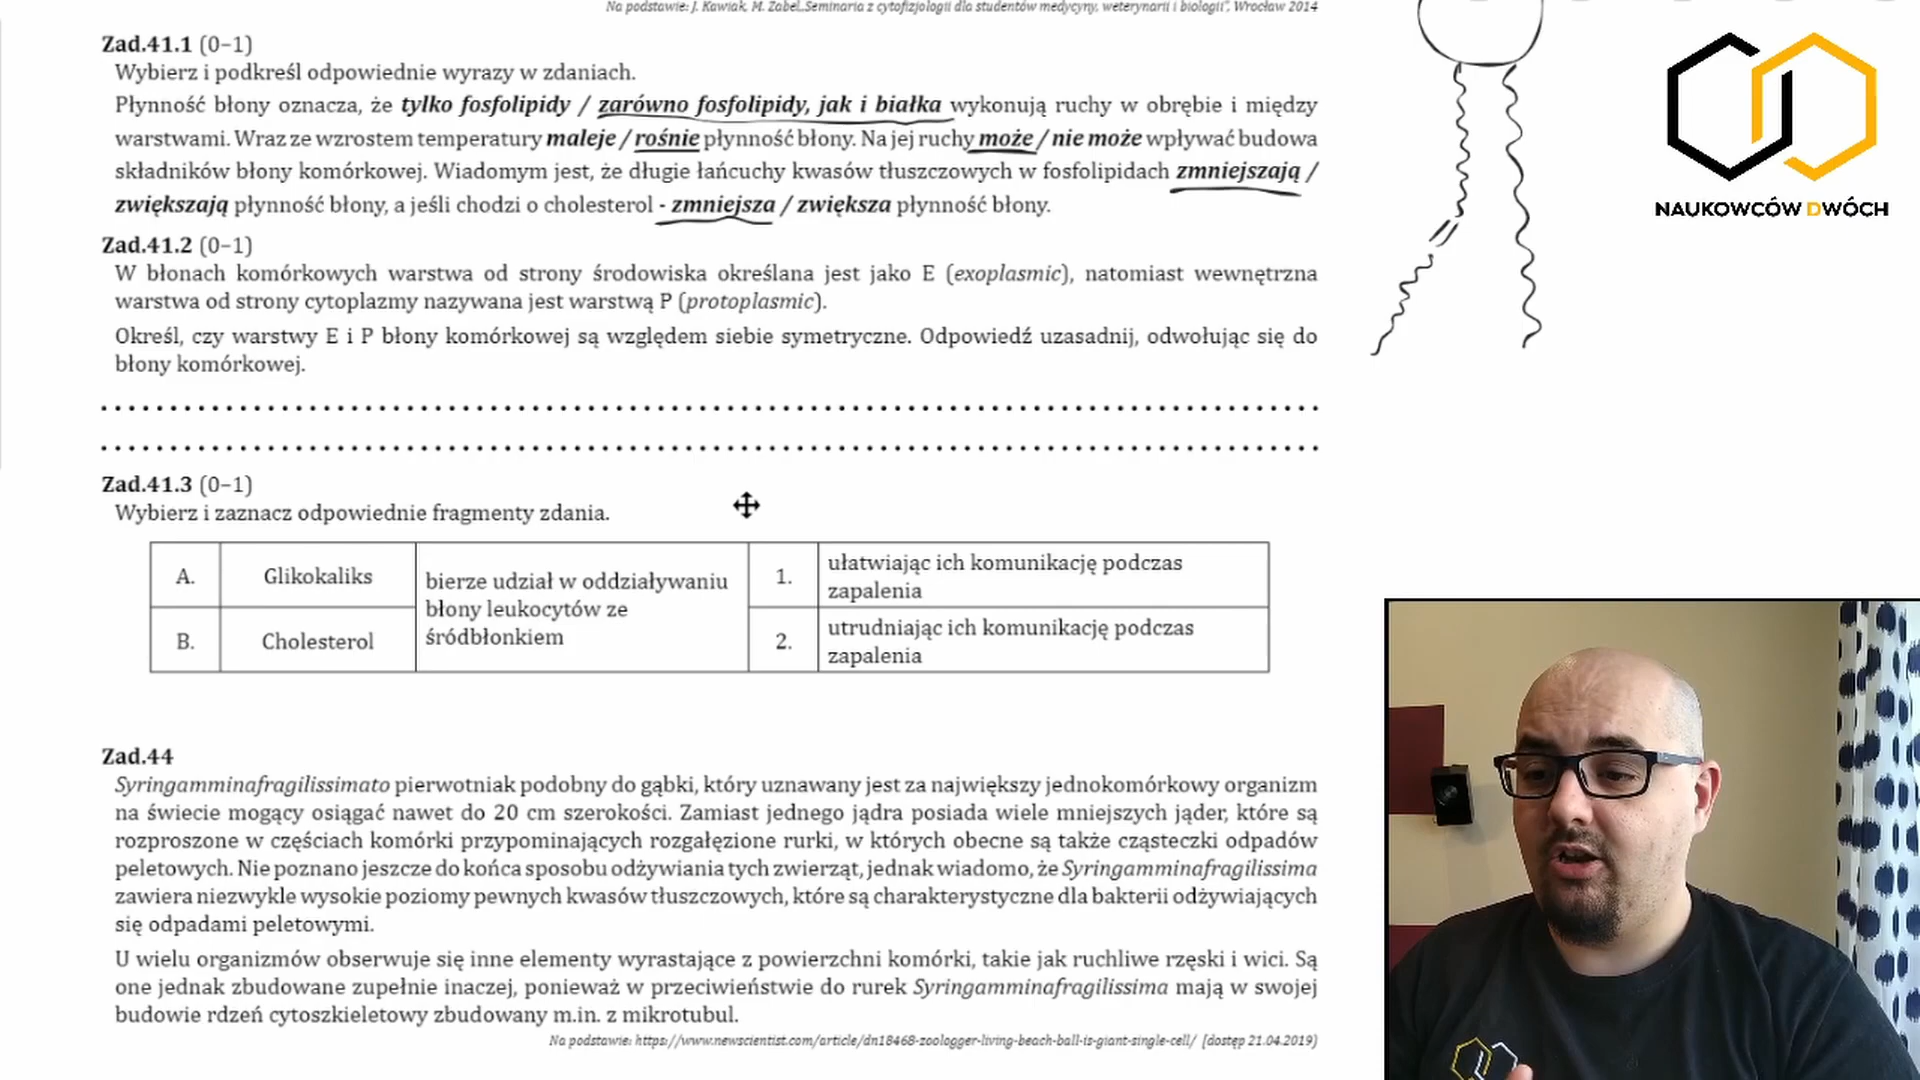 Na podstawie: J. Kawiak, M. Zabel„Seminaria z cytofizjologii dla studentów medycyny, weterynarii i biologii”, Wrocław 2014
Zad.41.1 (0–1)
Wybierz i podkreśl odpowiednie wyrazy w zdaniach.
Płynność błony oznacza, że tylko fosfolipidy / zarówno fosfolipidy, jak i białka wykonują ruchy w obrębie i między
warstwami. Wraz ze wzrostem temperatury maleje / rośnie płynność błony. Na jej ruchy może / nie może wpływać budowa
składników błony komórkowej. Wiadomym jest, że długie łańcuchy kwasów tłuszczowych w fosfolipidach zmniejszają /
zwiększają płynność błony, a jeśli chodzi o cholesterol - zmniejsza / zwiększa płynność błony.
Zad.41.2 (0–1)
W błonach komórkowych warstwa od strony środowiska określana jest jako E (exoplasmic), natomiast wewnętrzna
warstwa od strony cytoplazmy nazywana jest warstwą P (protoplasmic).
Określ, czy warstwy E i P błony komórkowej są względem siebie symetryczne. Odpowiedź uzasadnij, odwołując się do
błony komórkowej.
Zad.41.3 (0–1)
Wybierz i zaznacz odpowiednie fragmenty zdania.
A. Glikokaliks
B. Cholesterol
bierze udział w oddziaływaniu
błony leukocytów ze
śródbłonkiem
1. ułatwiając ich komunikację podczas
zapalenia
2. utrudniając ich komunikację podczas
zapalenia
Zad.44
Syringamminafragilissimato pierwotniak podobny do gąbki, który uznawany jest za największy jednokomórkowy organizm
na świecie mogący osiągać nawet do 20 cm szerokości. Zamiast jednego jądra posiada wiele mniejszych jąder, które są
rozproszone w częściach komórki przypominających rozgałęzione rurki, w których obecne są także cząsteczki odpadów
peletowych. Nie poznano jeszcze do końca sposobu odżywiania tych zwierząt, jednak wiadomo, że Syringamminafragilissima
zawiera niezwykle wysokie poziomy pewnych kwasów tłuszczowych, które są charakterystyczne dla bakterii odżywiających
się odpadami peletowymi.
U wielu organizmów obserwuje się inne elementy wyrastające z powierzchni komórki, takie jak ruchliwe rzęski i wici. Są
one jednak zbudowane zupełnie inaczej, ponieważ w przeciwieństwie do rurek Syringamminafragilissima mają w swojej
budowie rdzeń cytoszkieletowy zbudowany m.in. z mikrotubul.
Na podstawie: https://www.newscientist.com/article/dn18468-zoologger-living-beach-ball-is-giant-single-cell/ [dostęp 21.04.2019)
NAUKOWCÓW DWÓCH